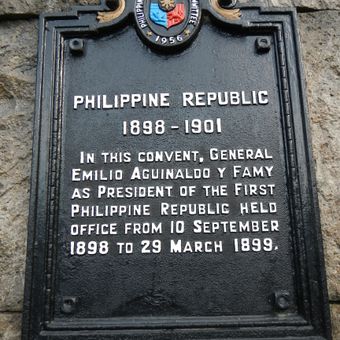 1956
PHILIPPINE REPUBLIC
1898-1901
IN THIS CONVENT, GENERAL
EMILIO AGUINALDO Y FAMY
AS PRESIDENT OF THE FIRST
PHILIPPINE REPUBLIC HELD
OFFICE FROM 10 SEPTEMBER
1898 TO 29 MARCH 1899.